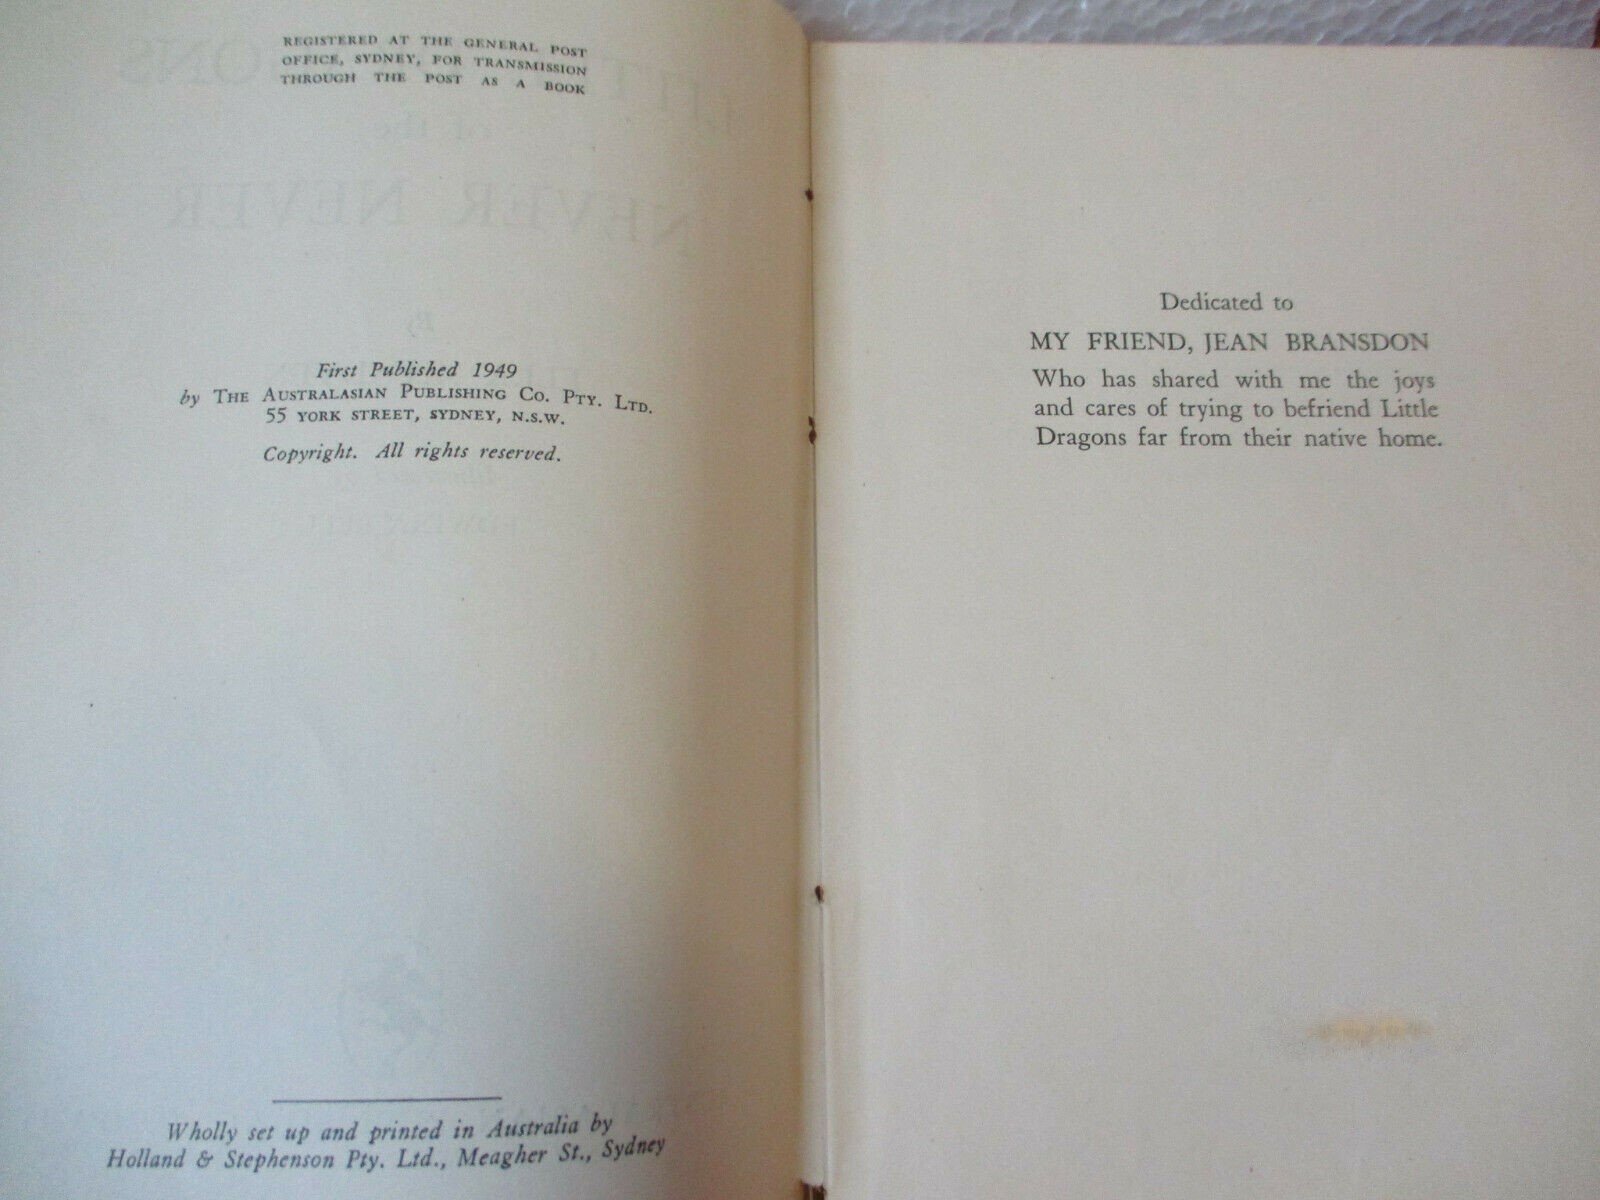 REGISTERED AT THE GENERAL POST
OFFICE, SYDNEY, FOR TRANSMISSION
THROUGH THE POST AS A BOOK
NEVER NEVER
First Published 1949
by THE AUSTRALASIAN PUBLISHING CO. PTY. LTD.
55 YORK STREET, SYDNEY, N.S.W.
Copyright. All rights reserved.
Wholly set up and printed in Australia by
Holland & Stephenson Pty. Ltd., Meagher St., Sydney
Dedicated to
MY FRIEND, JEAN BRANSDON
Who has shared with me the joys
and cares of trying to befriend Little
Dragons far from their native home.